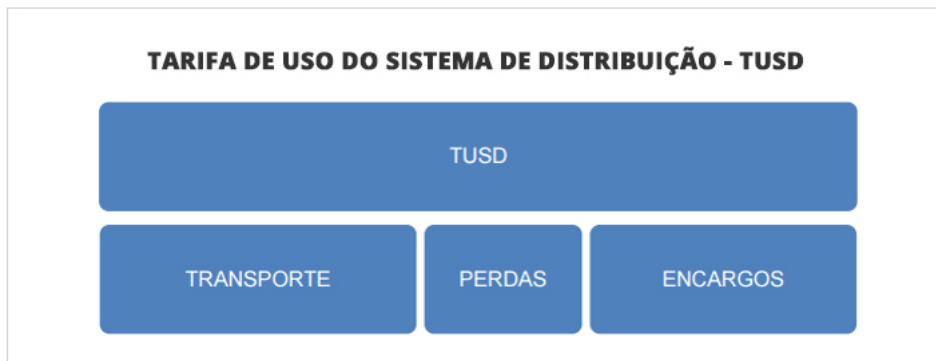 TARIFA DE USO DO SISTEMA DE DISTRIBUIÇÃO - TUSD
TUSD
TRANSPORTE
PERDAS
ENCARGOS